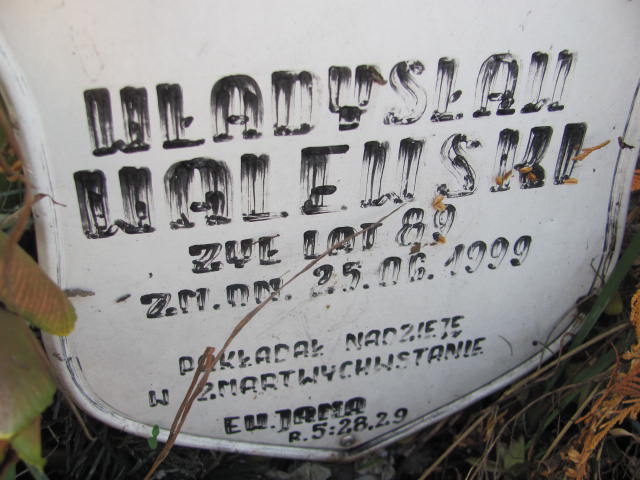 WŁADYSŁAW
WALEWSKI
ŻYŁ LAT 89
ZM. DN. 25.06.1999
POKŁADAŁ NADZIEJĘ
W ZMARTWYCHWSTANIE
EW. JANA
R. 5:28,29